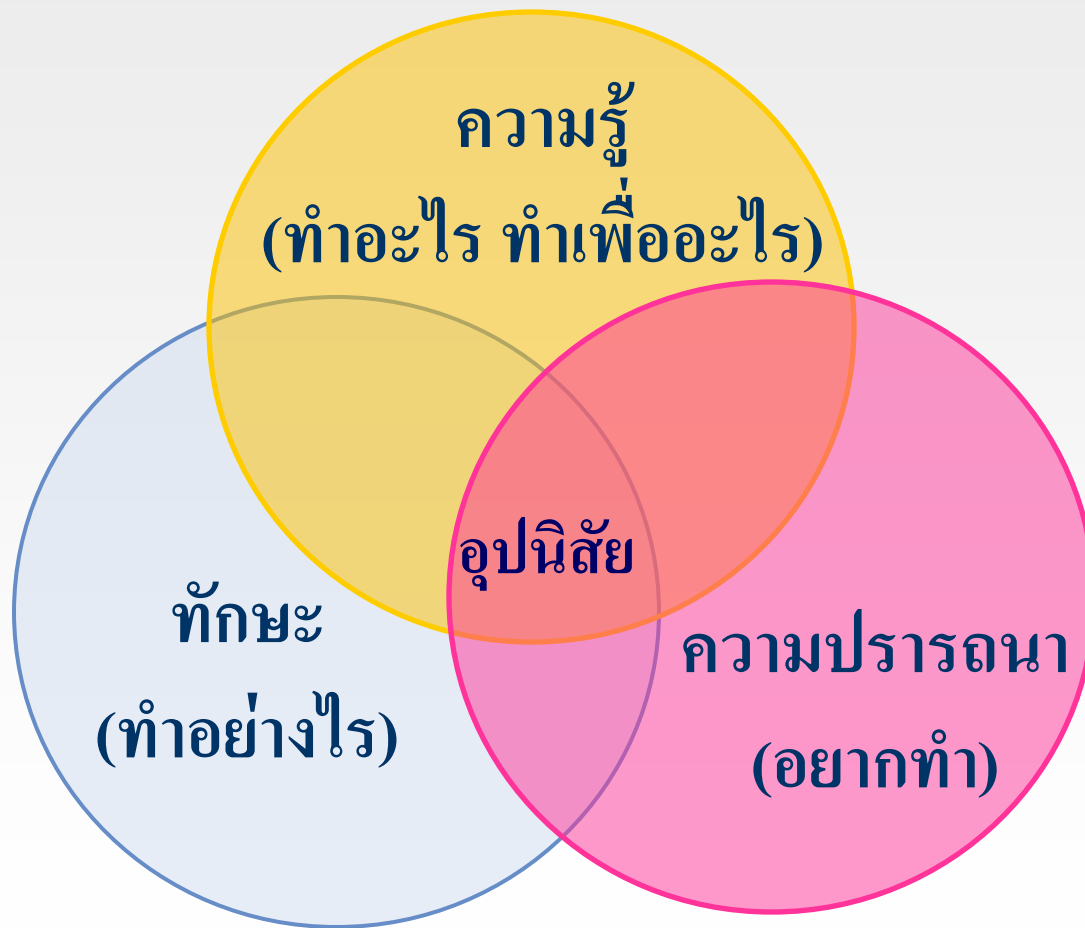 ความรู้
(ทำอะไร ทำเพื่ออะไร)
อุปนิสัย
ทักษะ
(ทำอย่างไร)
ความปรารถนา
(อยากทำ)